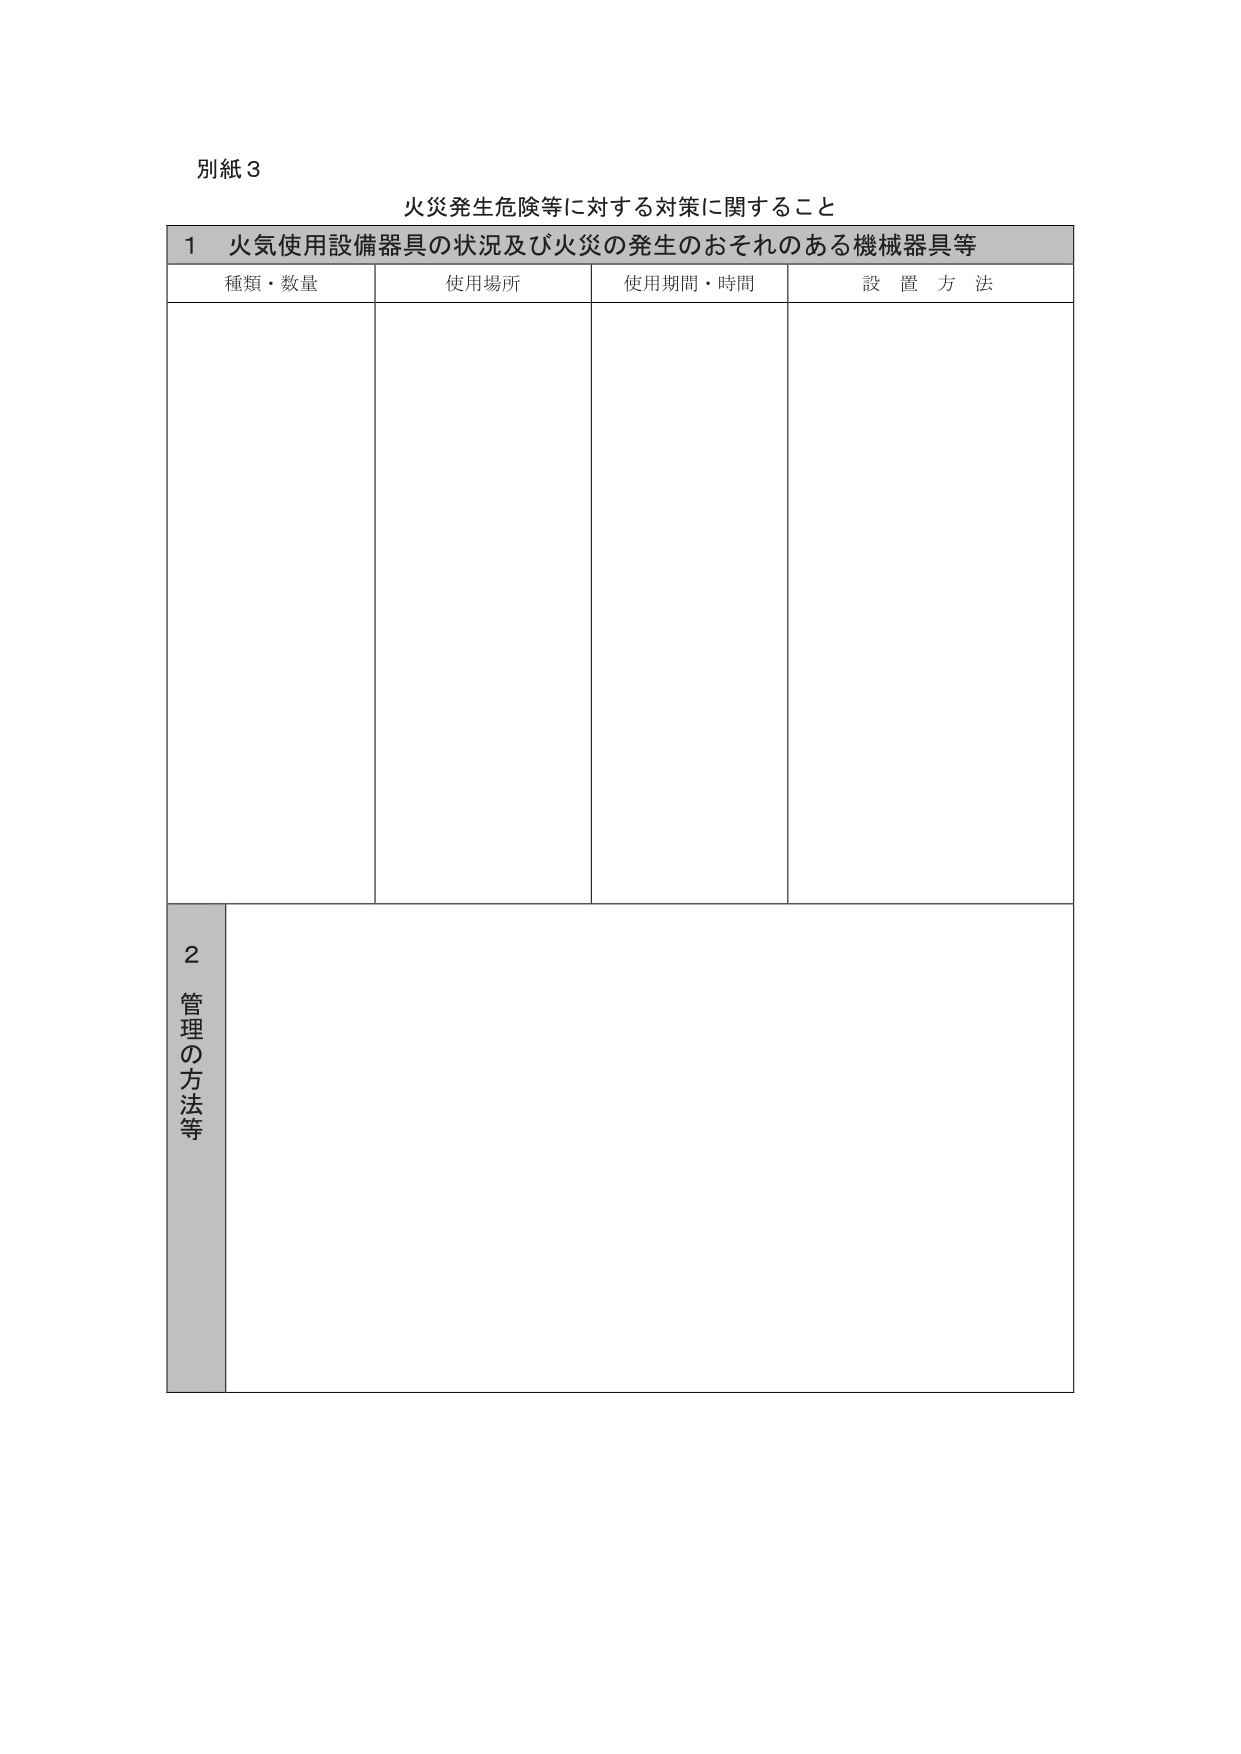 別紙３
火災発生危険等に対する対策に関すること
１　火気使用設備器具の状況及び火災の発生のおそれのある機械器具等
種類・数量　使用場所　使用期間・時間　設　置　方　法
２　管理の方法等